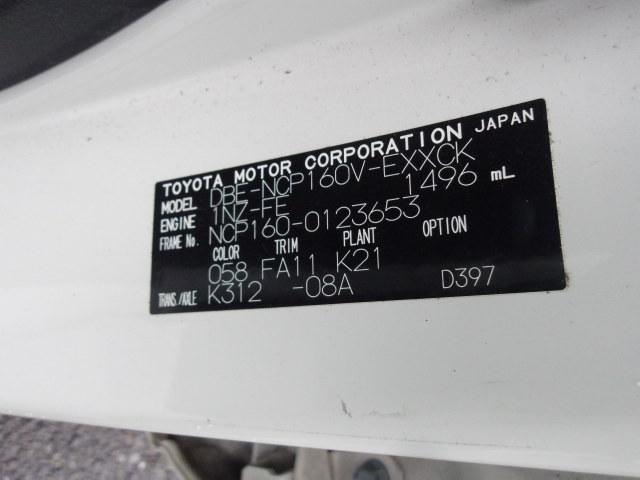 TOYOTA MOTOR CORPORATION JAPAN
MODEL DBE-NCP160V-EXXCK
ENGINE 1NZ-FE 1496 mL
FRAME No. NCP160-0123653
COLOR TRIM PLANT OPTION
058 FA11 K21
TRANS./AXLE K312 -08A D397